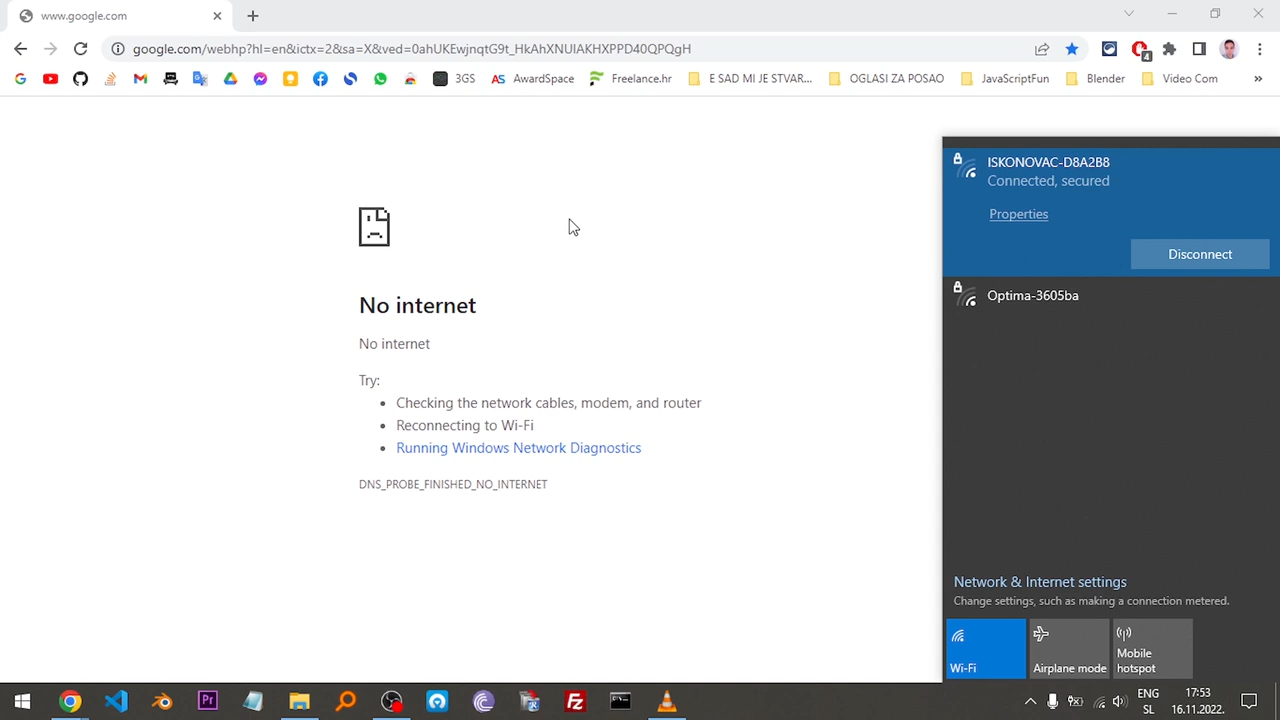 www.google.com
google.com/webhp?hl=en&ictx=2&sa=X&ved=0ahUKEwjnqtG9t_HkAhXNUIAKHXPPD40QPQgH
4
3GS
AS AwardSpace
Freelance.hr
E SAD MI JE STVAR...
OGLASI ZA POSAO
JavaScriptFun
Blender
Video Com
»
ISKONOVAC-D8A2B8
Connected, secured
Properties
Disconnect
Optima-3605ba
No internet
No internet
Try:
• Checking the network cables, modem, and router
• Reconnecting to Wi-Fi
• Running Windows Network Diagnostics
DNS_PROBE_FINISHED_NO_INTERNET
Network & Internet settings
Change settings, such as making a connection metered.
Wi-Fi
Airplane mode
Mobile
hotspot
Pr
Fz
ENG
SL
17:53
16.11.2022.